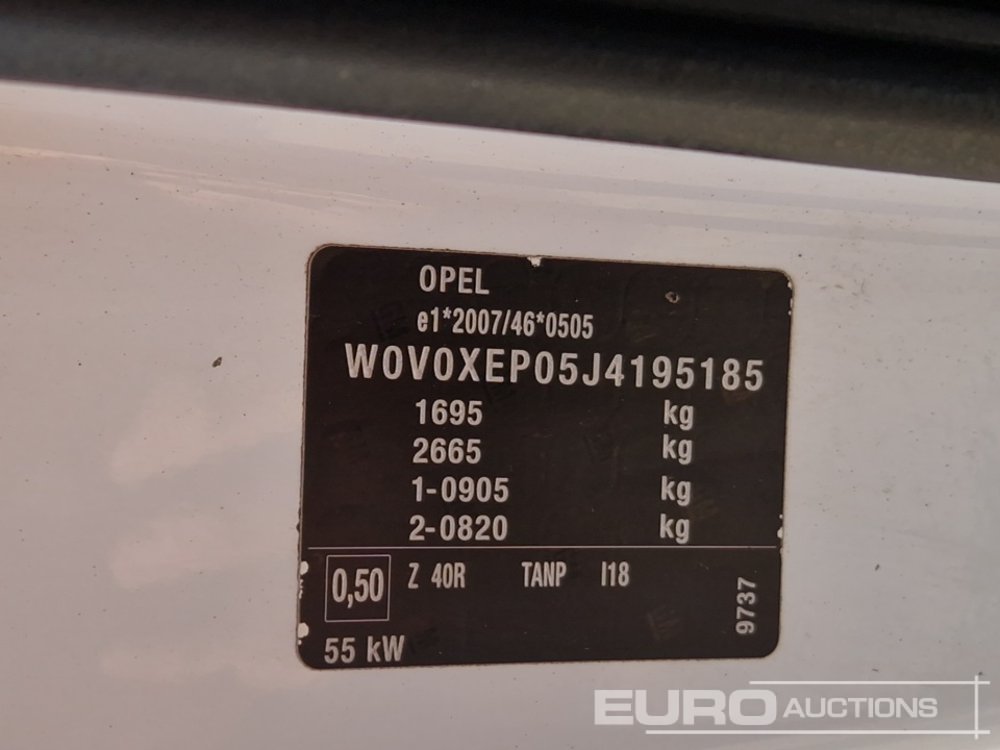 OPEL
e1*2007/46*0505
W0V0XEP05J4195185
1695 kg
2665 kg
1-0905 kg
2-0820 kg
0,50 Z 40R TANP I18
9737
55 kW
EURO AUCTIONS